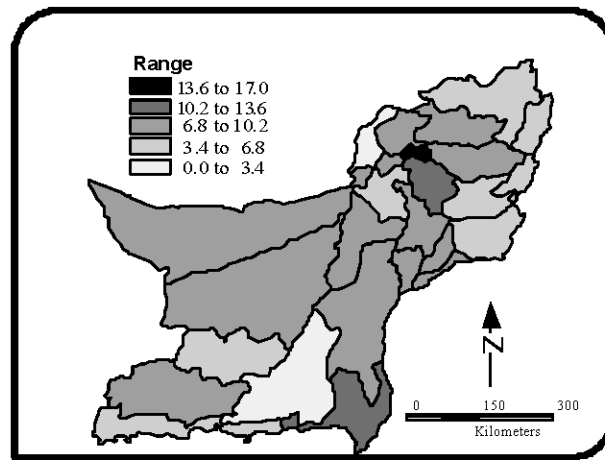 Range
13.6 to 17.0
10.2 to 13.6
6.8 to 10.2
3.4 to 6.8
0.0 to 3.4
N
0 150 300
Kilometers